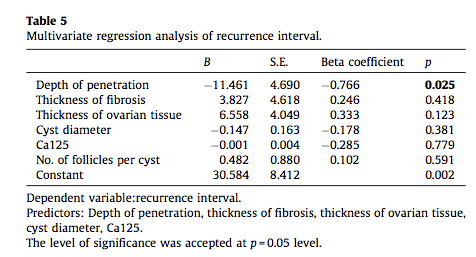 Table 5
Multivariate regression analysis of recurrence interval.
B S.E. Beta coefficient p
Depth of penetration −11.461 4.690 −0.766 0.025
Thickness of fibrosis 3.827 4.618 0.246 0.418
Thickness of ovarian tissue 6.558 4.049 0.333 0.123
Cyst diameter −0.147 0.163 −0.178 0.381
Ca125 −0.001 0.004 −0.285 0.779
No. of follicles per cyst 0.482 0.880 0.102 0.591
Constant 30.584 8.412 0.002
Dependent variable:recurrence interval.
Predictors: Depth of penetration, thickness of fibrosis, thickness of ovarian tissue,
cyst diameter, Ca125.
The level of significance was accepted at p = 0.05 level.